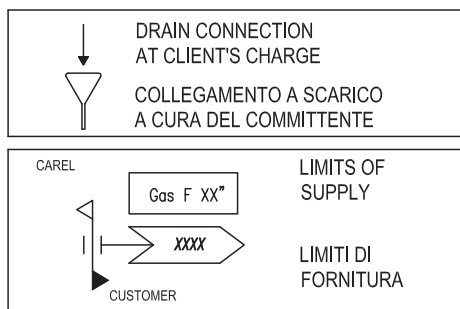 DRAIN CONNECTION
AT CLIENT'S CHARGE
COLLEGAMENTO A SCARICO
A CURA DEL COMMITTENTE
CAREL
Gas F XX"
XXXX
CUSTOMER
LIMITS OF
SUPPLY
LIMITI DI
FORNITURA